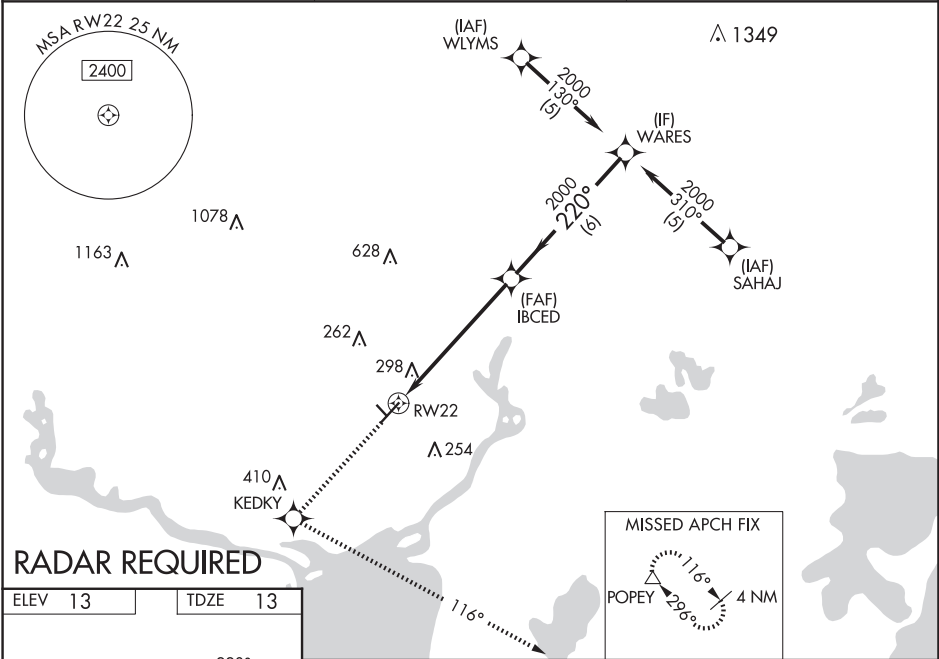 MSA RW22 25 NM
2400
(IAF)
WLYMS
1349
2000
130°
(5)
(IF)
WARES
2000
310°
(5)
2000
220°
(6)
(IAF)
SAHAJ
1078
1163
628
(FAF)
IBCED
262
298
RW22
254
410
KEDKY
116°
MISSED APCH FIX
116°
POPEY
4 NM
296°
RADAR REQUIRED
ELEV 13
TDZE 13